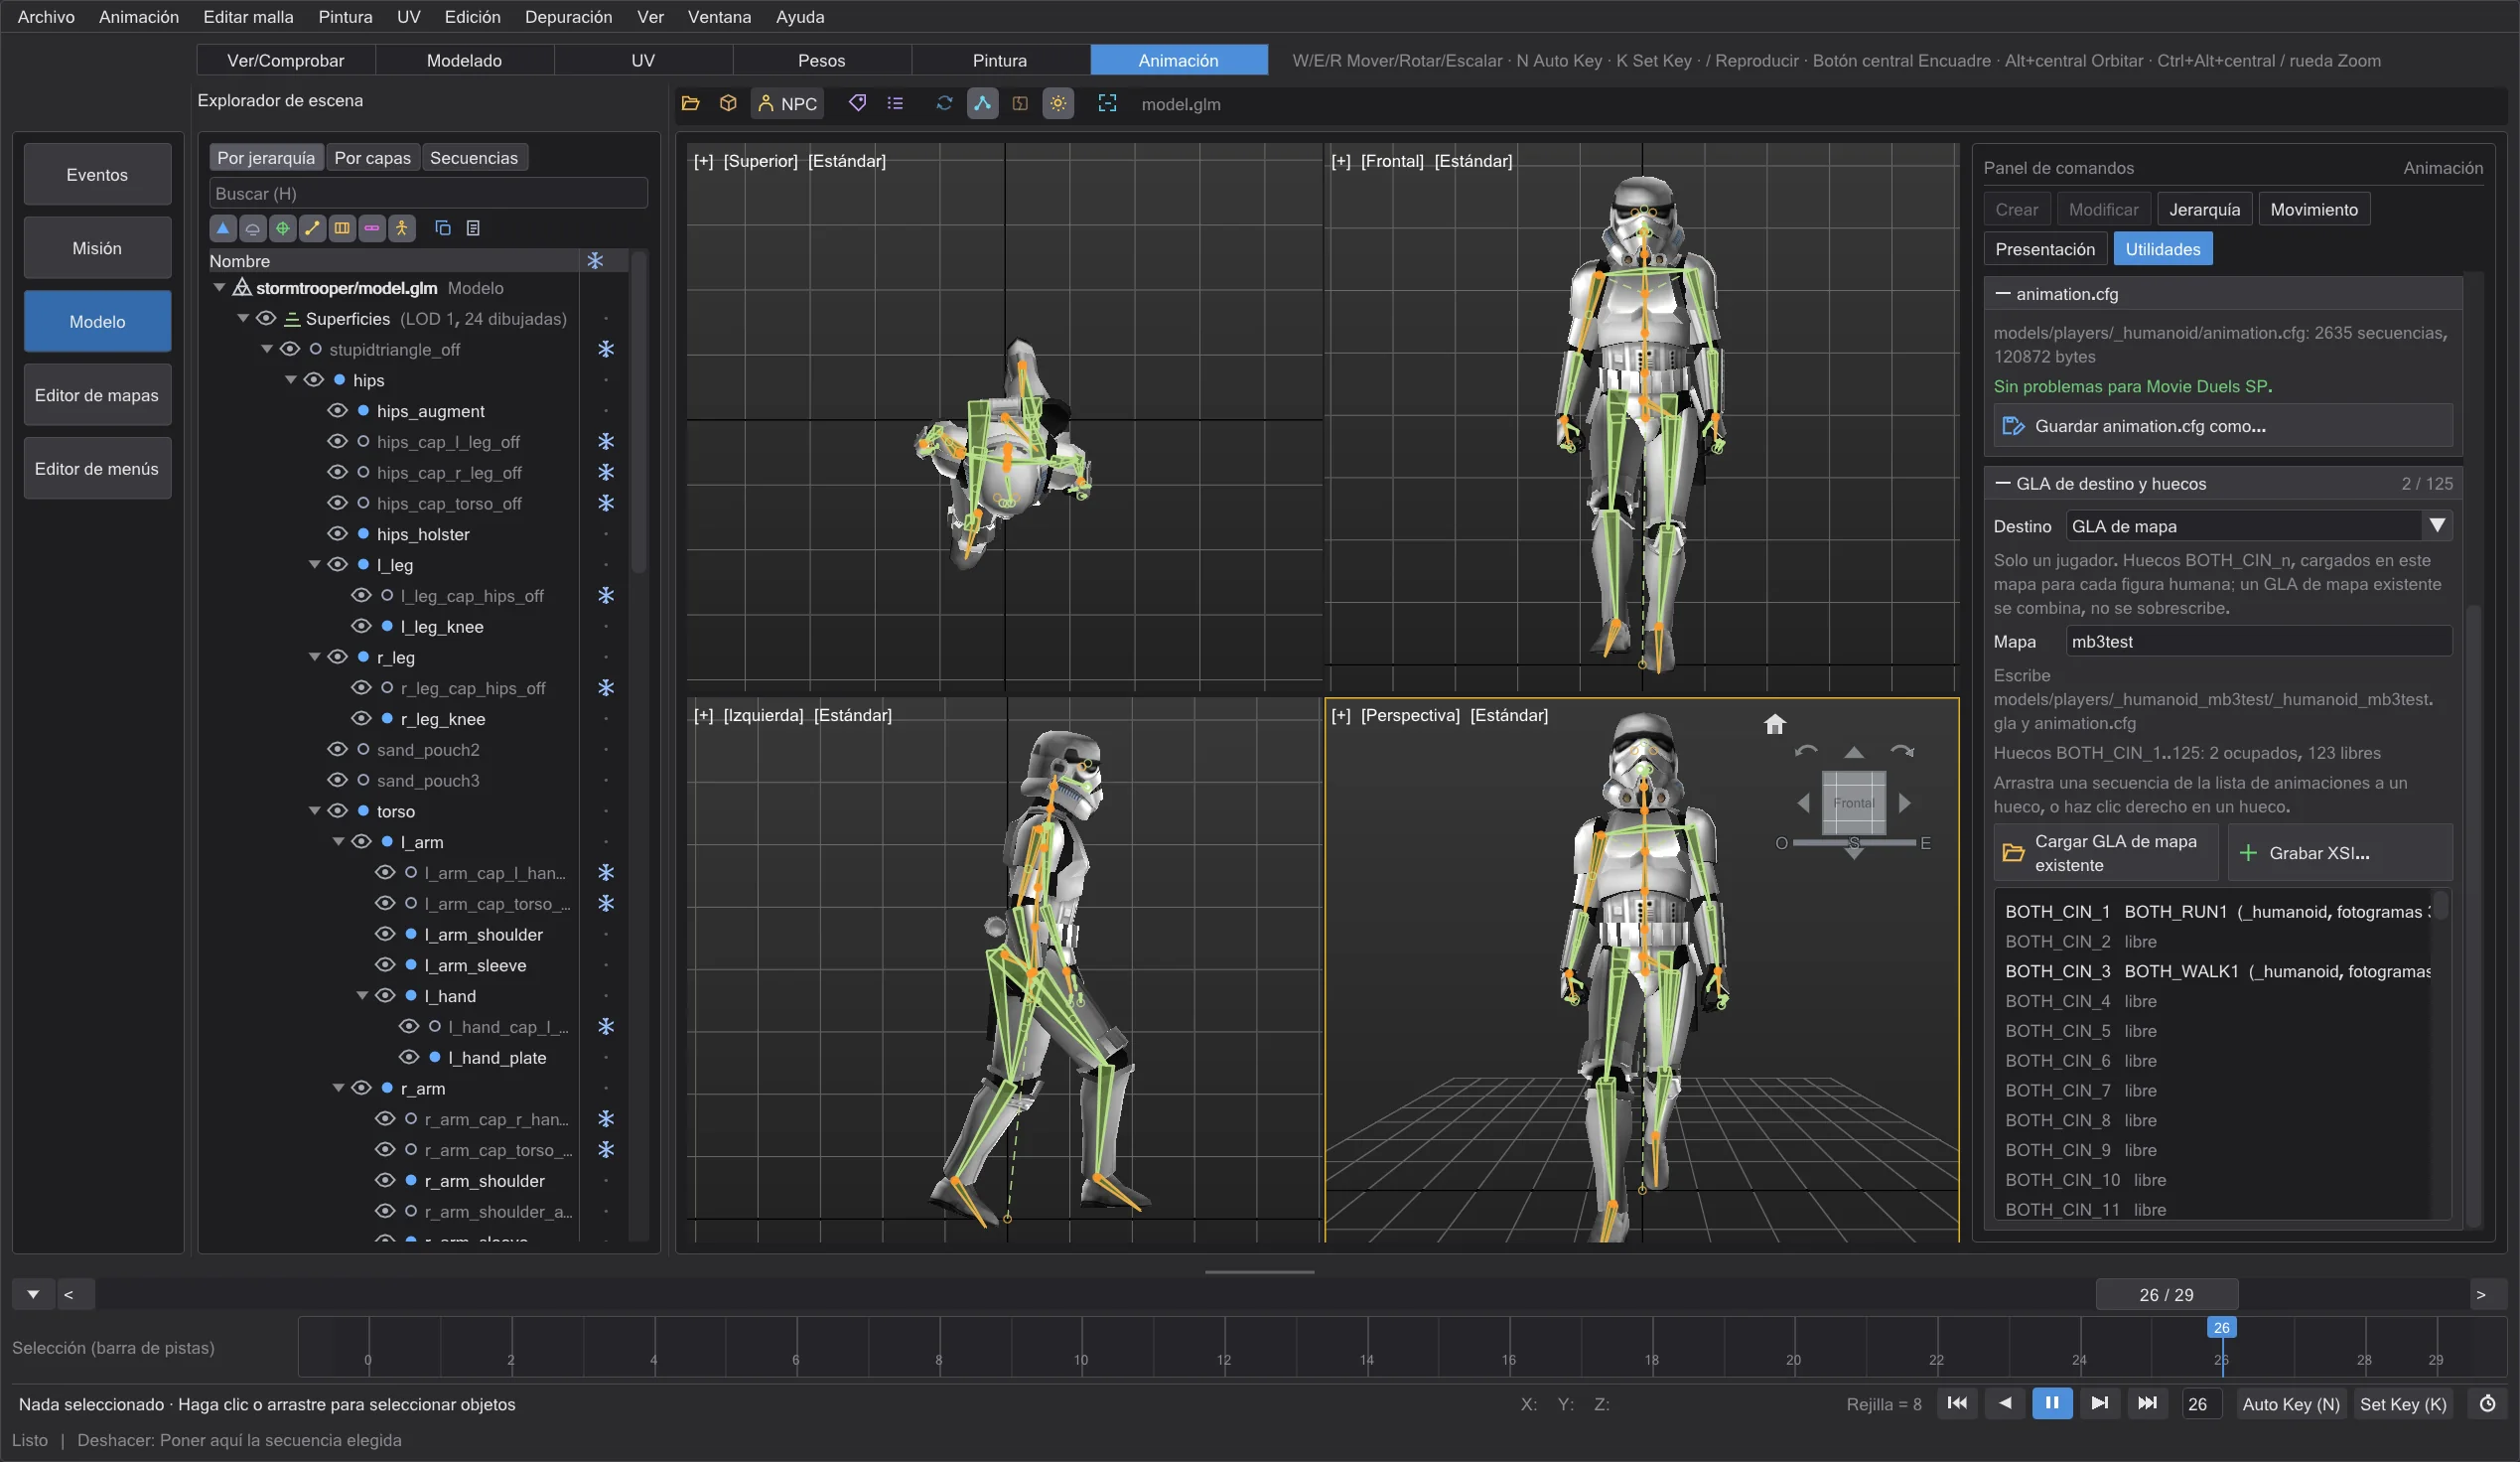 Archivo Animación Editar malla Pintura UV Edición Depuración Ver Ventana Ayuda
Ver/Comprobar Modelado UV Pesos Pintura Animación W/E/R Mover/Rotar/Escalar · N Auto Key · K Set Key · / Reproducir · Botón central Encuadre · Alt+central Orbitar · Ctrl+Alt+central / rueda Zoom
Explorador de escena
NPC
model.glm
Eventos
Misión
Modelo
Editor de mapas
Editor de menús
Por jerarquía Por capas Secuencias
Buscar (H)
Nombre
stormtrooper/model.glm Modelo
Superficies (LOD 1, 24 dibujadas)
stupidtriangle_off
hips
hips_augment
hips_cap_l_leg_off
hips_cap_r_leg_off
hips_cap_torso_off
hips_holster
l_leg
l_leg_cap_hips_off
l_leg_knee
r_leg
r_leg_cap_hips_off
r_leg_knee
sand_pouch2
sand_pouch3
torso
l_arm
l_arm_cap_l_han...
l_arm_cap_torso_...
l_arm_shoulder
l_arm_sleeve
l_hand
l_hand_cap_l_...
l_hand_plate
r_arm
r_arm_cap_r_han...
r_arm_cap_torso_...
r_arm_shoulder
r_arm_shoulder_a...
[+] [Superior] [Estándar]
[+] [Frontal] [Estándar]
[+] [Izquierda] [Estándar]
[+] [Perspectiva] [Estándar]
Frontal
O S E
Panel de comandos Animación
Crear Modificar Jerarquía Movimiento
Presentación Utilidades
animation.cfg
models/players/_humanoid/animation.cfg: 2635 secuencias,
120872 bytes
Sin problemas para Movie Duels SP.
Guardar animation.cfg como...
GLA de destino y huecos 2 / 125
Destino GLA de mapa
Solo un jugador. Huecos BOTH_CIN_n, cargados en este
mapa para cada figura humana; un GLA de mapa existente
se combina, no se sobrescribe.
Mapa mb3test
Escribe
models/players/_humanoid_mb3test/_humanoid_mb3test.
gla y animation.cfg
Huecos BOTH_CIN_1..125: 2 ocupados, 123 libres
Arrastra una secuencia de la lista de animaciones a un
hueco, o haz clic derecho en un hueco.
Cargar GLA de mapa
existente
Grabar XSI...
BOTH_CIN_1 BOTH_RUN1 (_humanoid, fotogramas
BOTH_CIN_2 libre
BOTH_CIN_3 BOTH_WALK1 (_humanoid, fotogramas
BOTH_CIN_4 libre
BOTH_CIN_5 libre
BOTH_CIN_6 libre
BOTH_CIN_7 libre
BOTH_CIN_8 libre
BOTH_CIN_9 libre
BOTH_CIN_10 libre
BOTH_CIN_11 libre
< 26 / 29 >
Selección (barra de pistas)
26
0 2 4 6 8 10 12 14 16 18 20 22 24 26 28 29
Nada seleccionado · Haga clic o arrastre para seleccionar objetos
X: Y: Z:
Rejilla = 8
26 Auto Key (N) Set Key (K)
Listo | Deshacer: Poner aquí la secuencia elegida